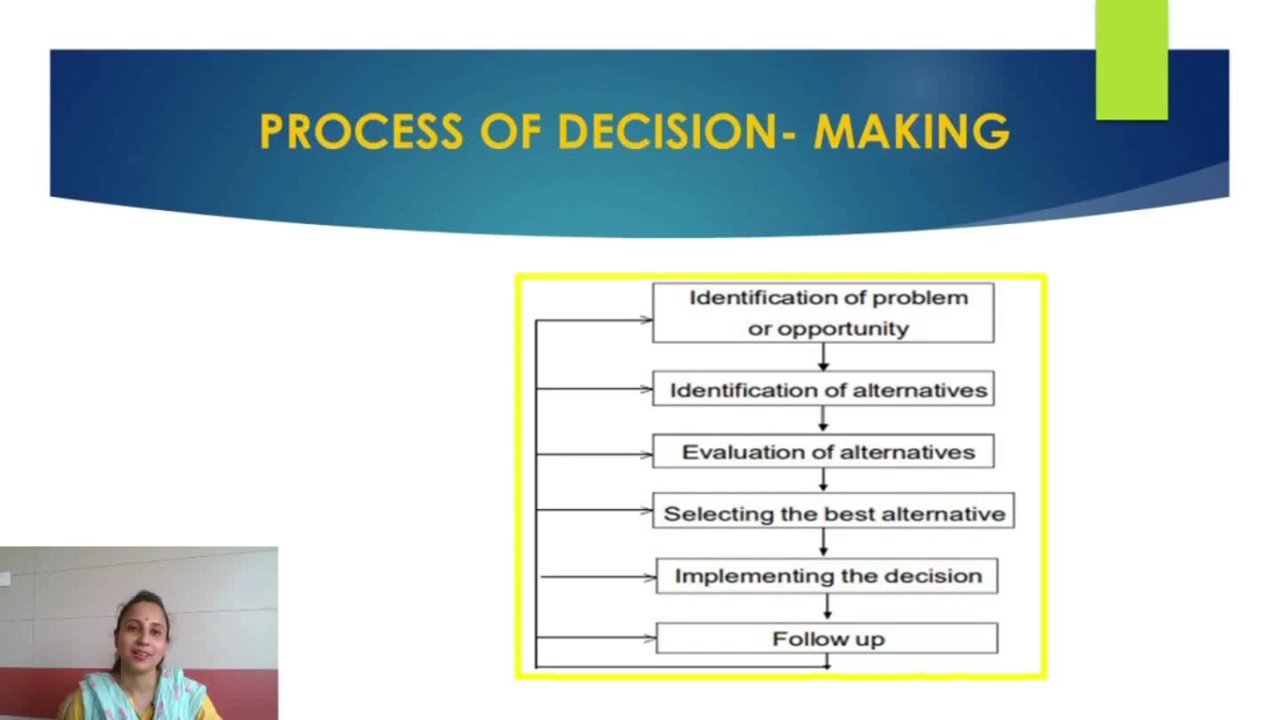 PROCESS OF DECISION- MAKING
Identification of problem
or opportunity
Identification of alternatives
Evaluation of alternatives
Selecting the best alternative
Implementing the decision
Follow up